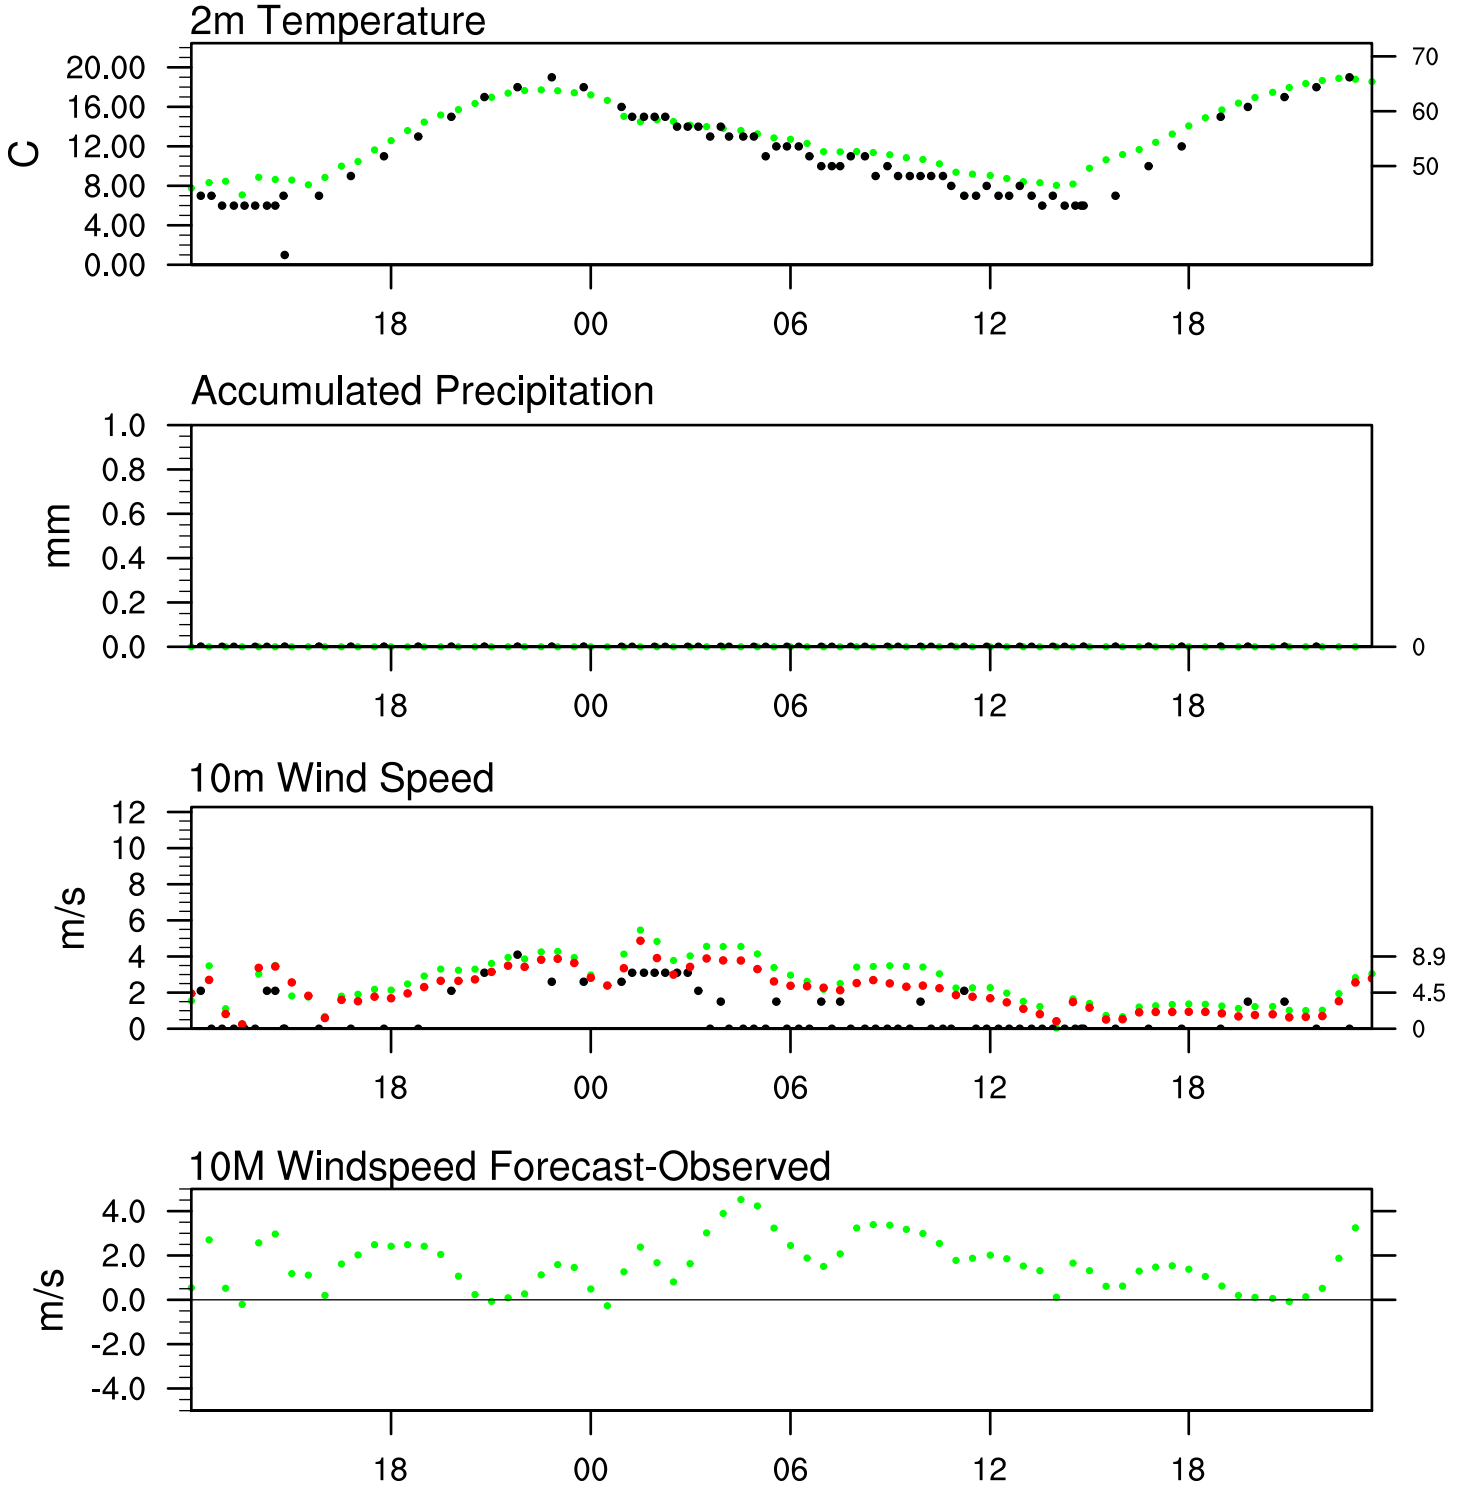 2m Temperature
C
20.00
16.00
12.00
8.00
4.00
0.00
70
60
50
18 00 06 12 18
Accumulated Precipitation
mm
1.0
0.8
0.6
0.4
0.2
0.0
0
18 00 06 12 18
10m Wind Speed
m/s
12
10
8
6
4
2
0
8.9
4.5
0
18 00 06 12 18
10M Windspeed Forecast-Observed
m/s
4.0
2.0
0.0
-2.0
-4.0
18 00 06 12 18